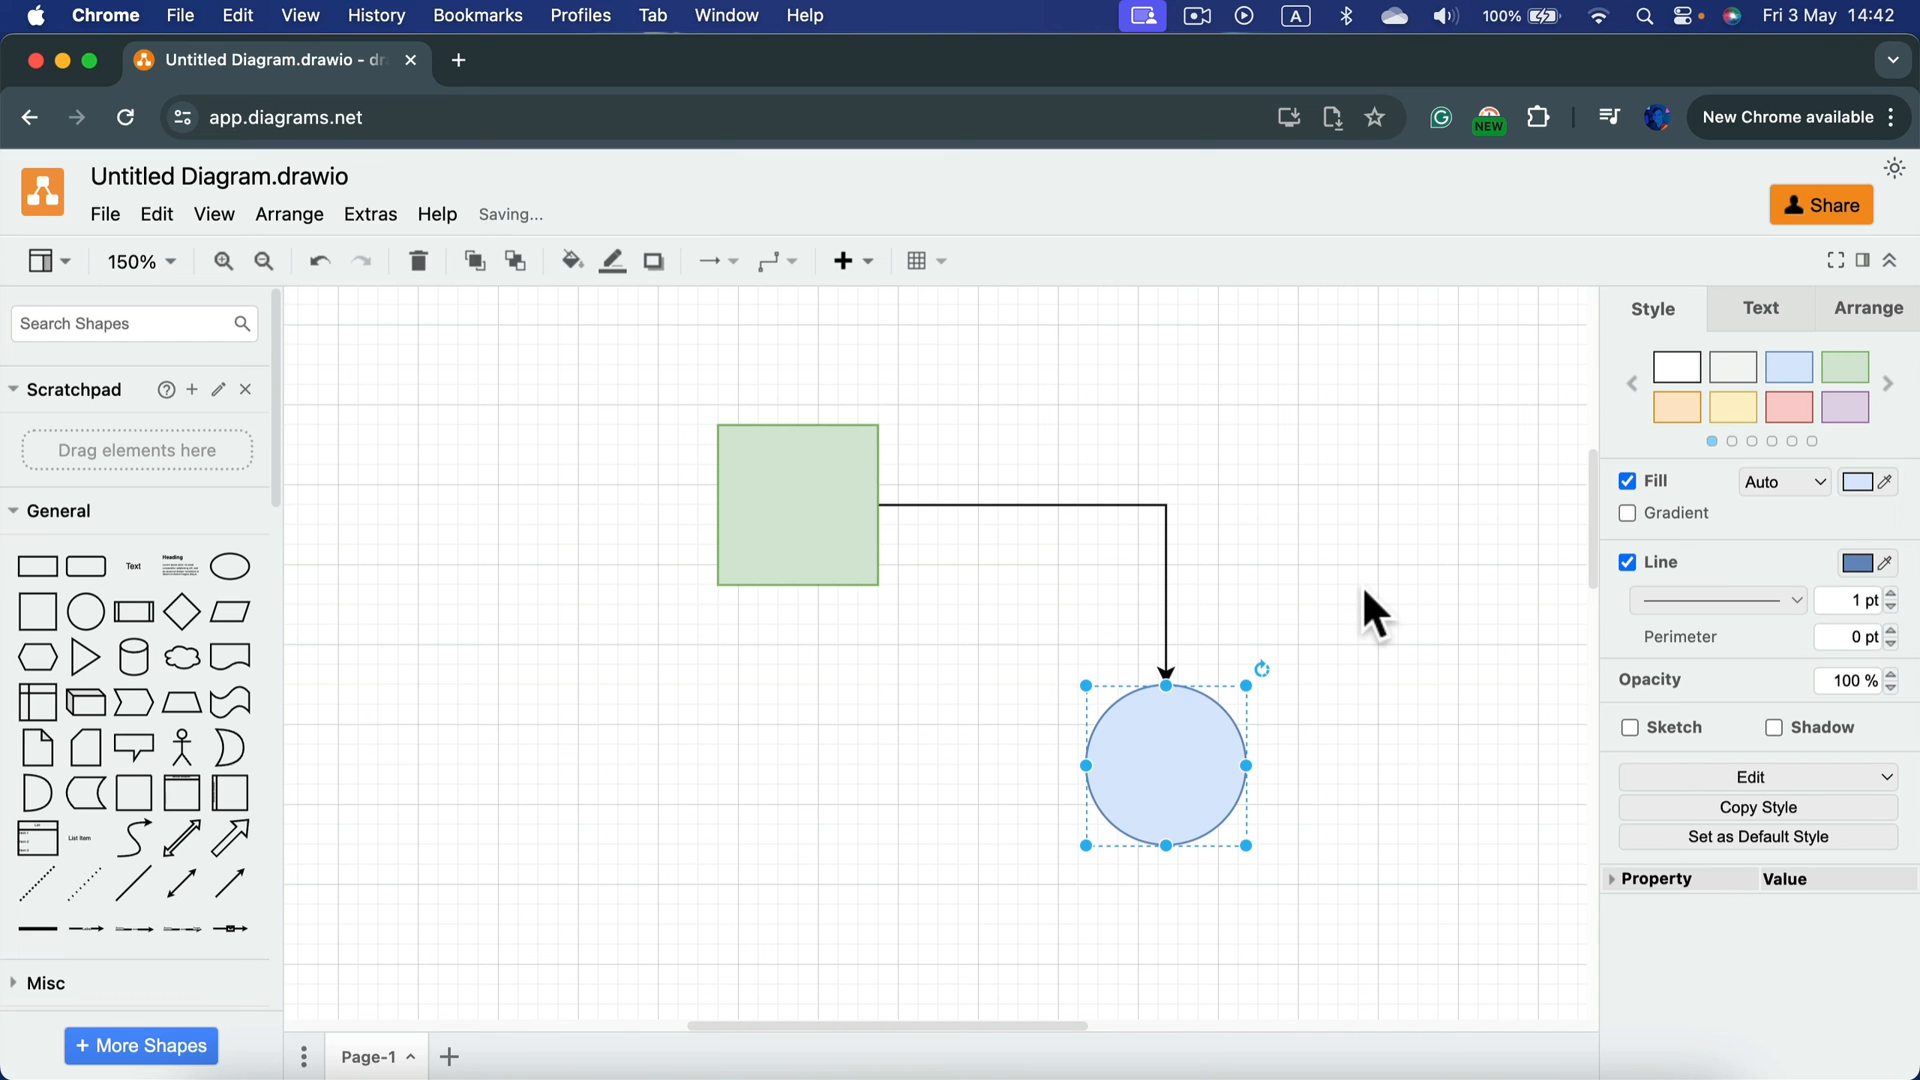 Chrome File Edit View History Bookmarks Profiles Tab Window Help A 100% Fri 3 May 14:42
Untitled Diagram.drawio - dr
app.diagrams.net NEW New Chrome available
Untitled Diagram.drawio
File Edit View Arrange Extras Help Saving...
Share
150%
Search Shapes
Style Text Arrange
Scratchpad
Drag elements here
General
Text Heading
List Item
Misc
+ More Shapes
Page-1
Fill Auto
Gradient
Line
1 pt
Perimeter 0 pt
Opacity 100 %
Sketch Shadow
Edit
Copy Style
Set as Default Style
Property Value